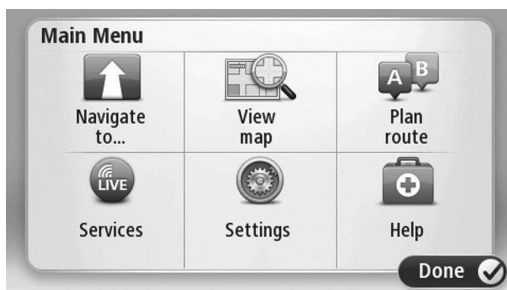 Main Menu
Navigate
to...
View
map
A
B
Plan
route
LIVE
Services
Settings
Help
Done